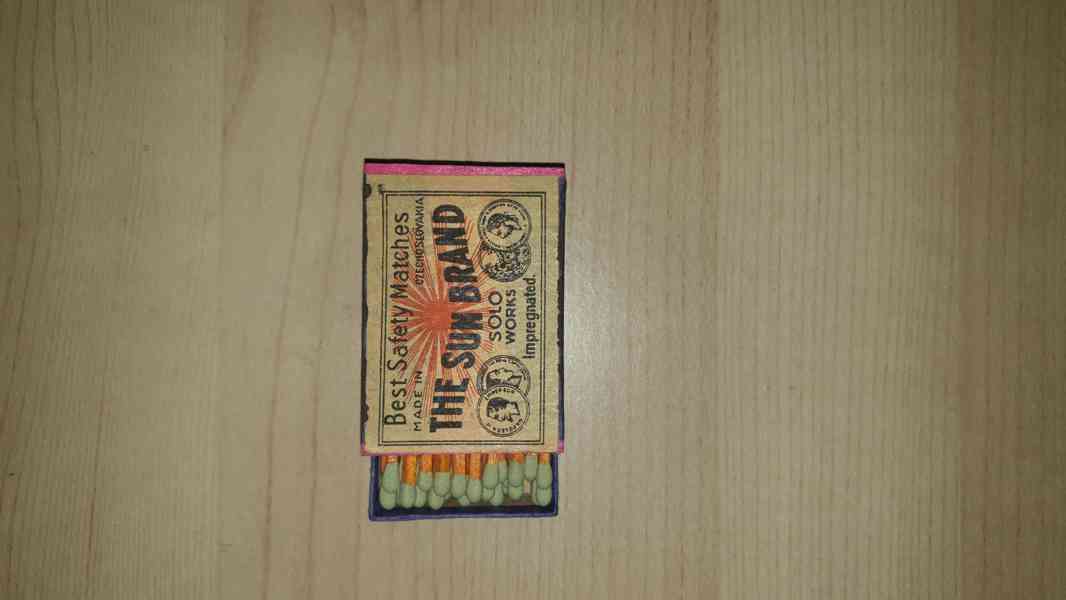 Best Safety Matches
MADE IN CZECHOSLOVAKIA
THE SUN BRAND
SOLO
WORKS
Impregnated.